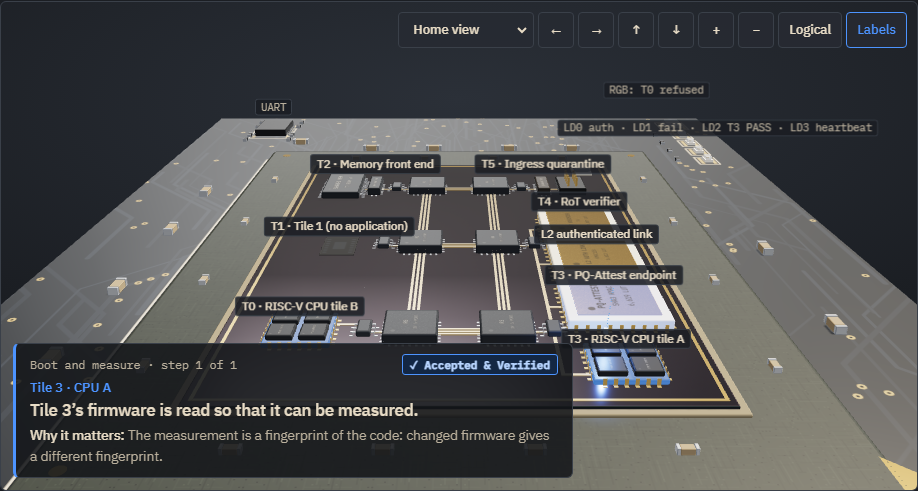 Home view
←
→
↑
↓
+
−
Logical
Labels
RGB: T0 refused
UART
LD0 auth · LD1 fail · LD2 T3 PASS · LD3 heartbeat
T2 · Memory front end
T5 · Ingress quarantine
T4 · RoT verifier
T1 · Tile 1 (no application)
L2 authenticated link
T3 · PQ-Attest endpoint
T0 · RISC-V CPU tile B
T3 · RISC-V CPU tile A
Boot and measure · step 1 of 1
✓ Accepted & Verified
Tile 3 · CPU A
Tile 3’s firmware is read so that it can be measured.
Why it matters: The measurement is a fingerprint of the code: changed firmware gives
a different fingerprint.